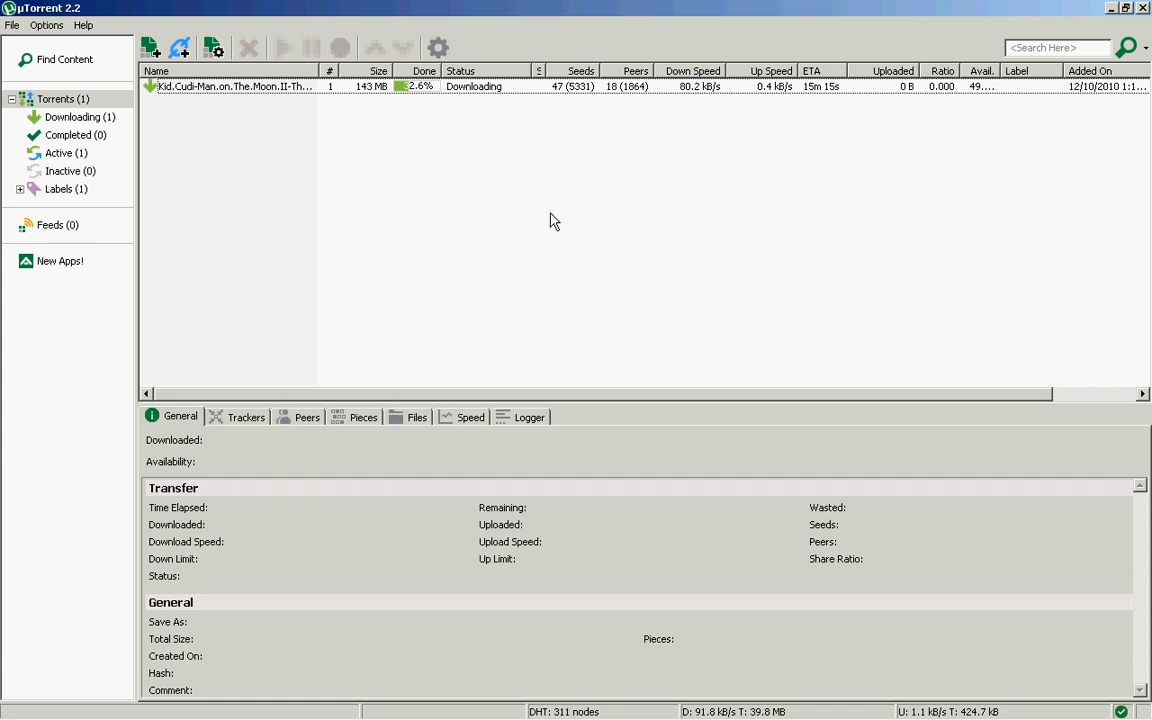 µTorrent 2.2
File Options Help
Find Content
<Search Here>
Name # Size Done Status S Seeds Peers Down Speed Up Speed ETA Uploaded Ratio Avail. Label Added On
Kid.Cudi-Man.on.The.Moon.II-Th... 1 143 MB 2.6% Downloading 47 (5331) 18 (1864) 80.2 kB/s 0.4 kB/s 15m 15s 0 B 0.000 49.... 12/10/2010 1:1...
Torrents (1)
Downloading (1)
Completed (0)
Active (1)
Inactive (0)
Labels (1)
Feeds (0)
New Apps!
General Trackers Peers Pieces Files Speed Logger
Downloaded:
Availability:
Transfer
Time Elapsed: Remaining: Wasted:
Downloaded: Uploaded: Seeds:
Download Speed: Upload Speed: Peers:
Down Limit: Up Limit: Share Ratio:
Status:
General
Save As:
Total Size: Pieces:
Created On:
Hash:
Comment:
DHT: 311 nodes D: 91.8 kB/s T: 39.8 MB U: 1.1 kB/s T: 424.7 kB